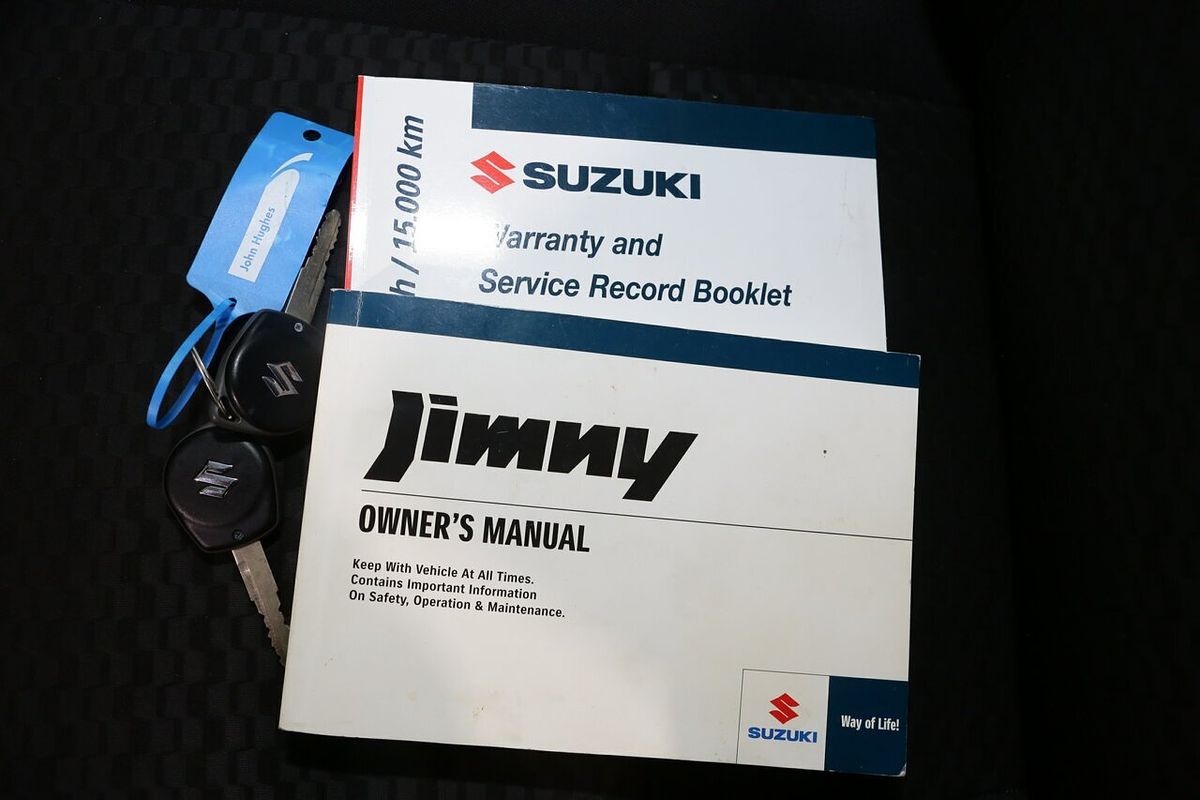 John Hughes
h / 15.000 km
SUZUKI
Warranty and
Service Record Booklet
Jimny
OWNER'S MANUAL
Keep With Vehicle At All Times.
Contains Important Information
On Safety, Operation & Maintenance.
SUZUKI
Way of Life!